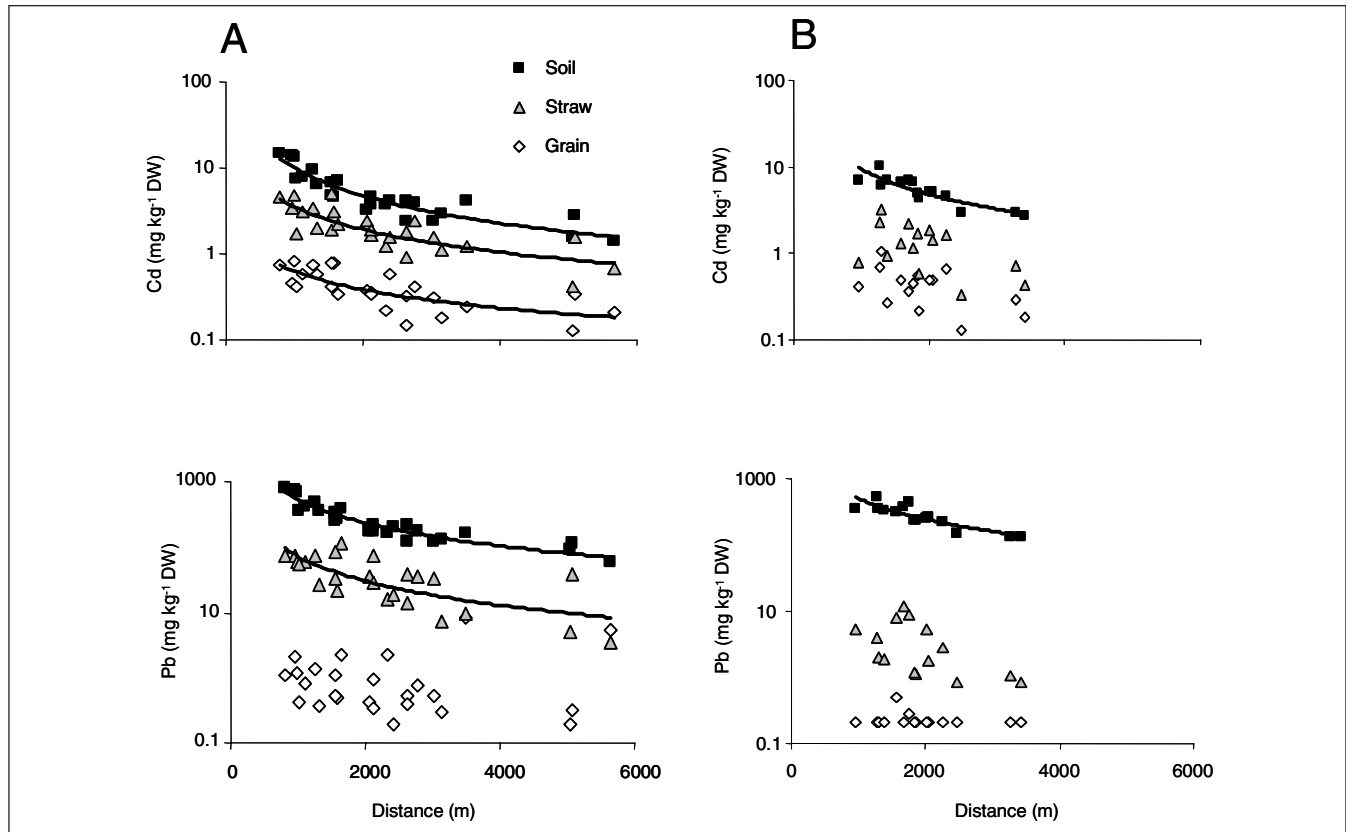 A
B
Soil
Straw
Grain
100
10
1
0.1
Cd (mg kg⁻¹ DW)
100
10
1
0.1
Cd (mg kg⁻¹ DW)
1000
10
0.1
Pb (mg kg⁻¹ DW)
0 2000 4000 6000
Distance (m)
1000
10
0.1
Pb (mg kg⁻¹ DW)
0 2000 4000 6000
Distance (m)